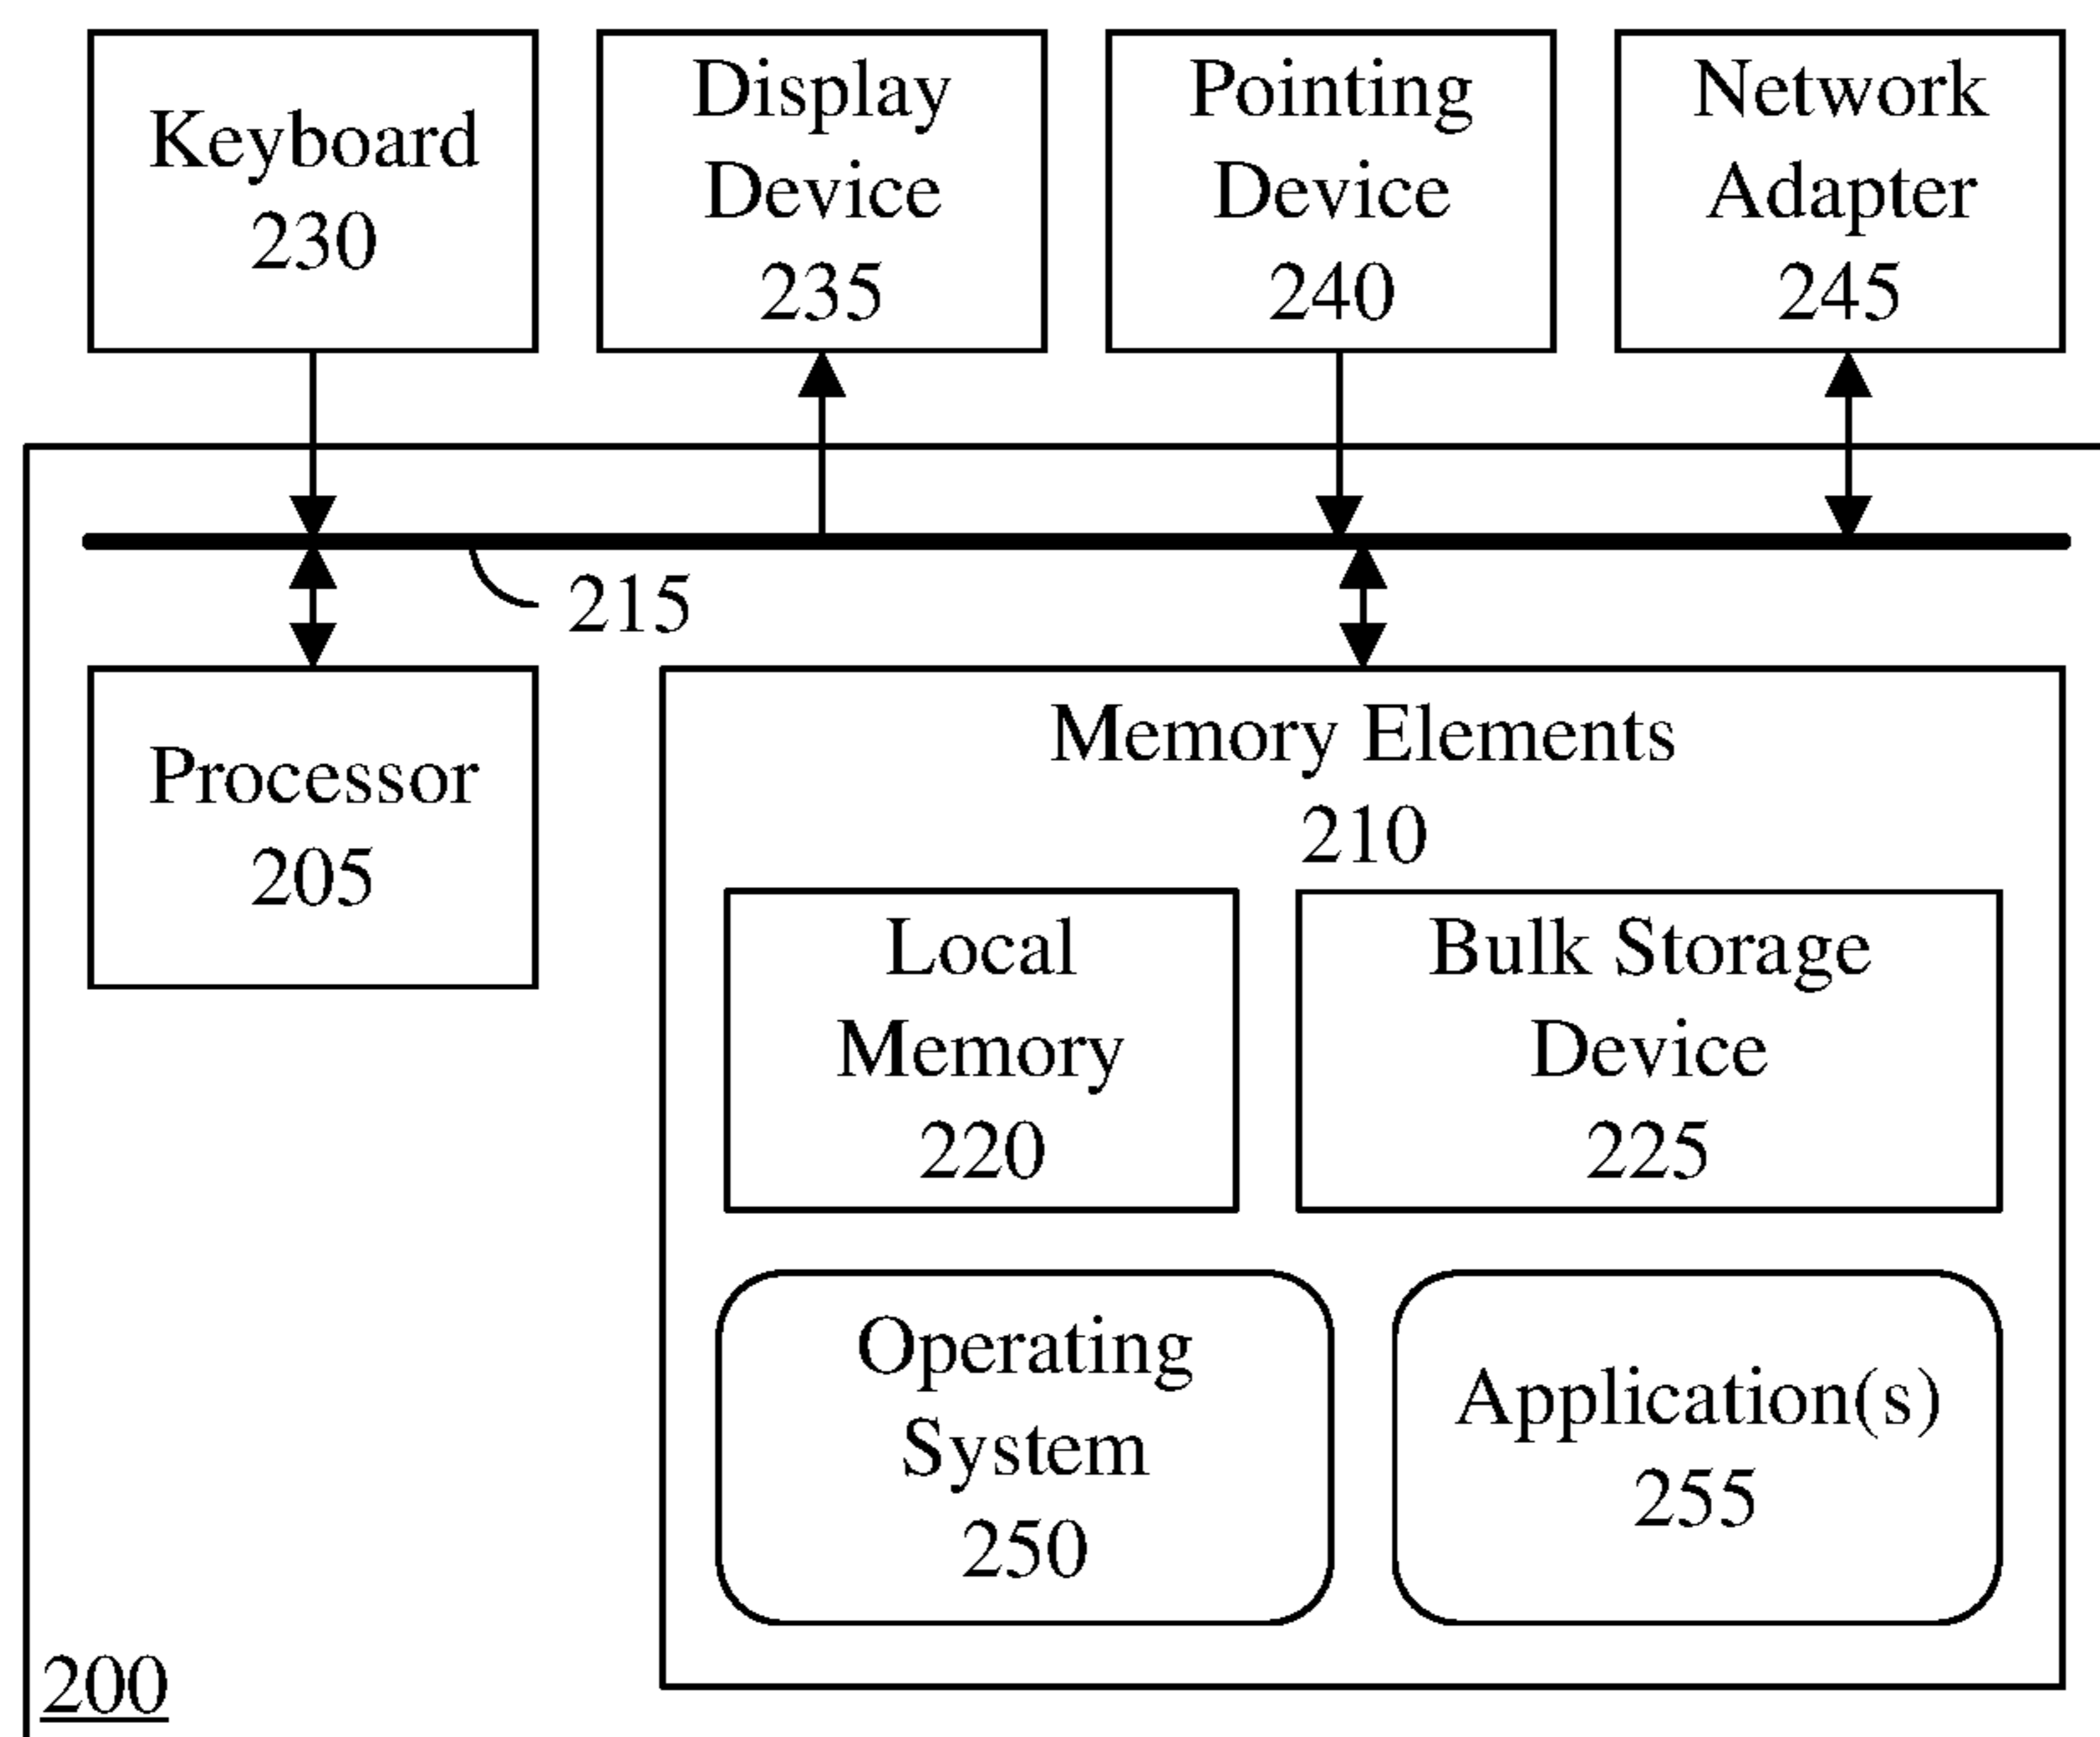 Keyboard
230
Display
Device
235
Pointing
Device
240
Network
Adapter
245
215
Processor
205
Memory Elements
210
Local
Memory
220
Bulk Storage
Device
225
Operating
System
250
Application(s)
255
200